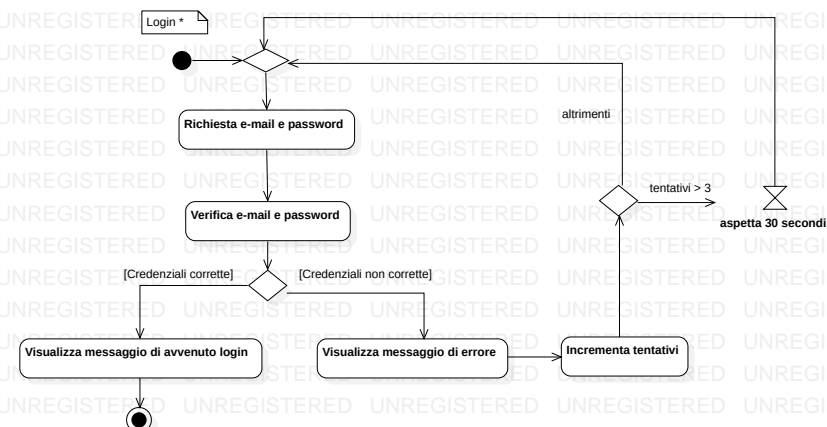 Login *
altrimenti
Richiesta e-mail e password
tentativi > 3
Verifica e-mail e password
aspetta 30 secondi
[Credenziali corrette]
[Credenziali non corrette]
Visualizza messaggio di avvenuto login
Visualizza messaggio di errore
Incrementa tentativi
UNREGISTERED